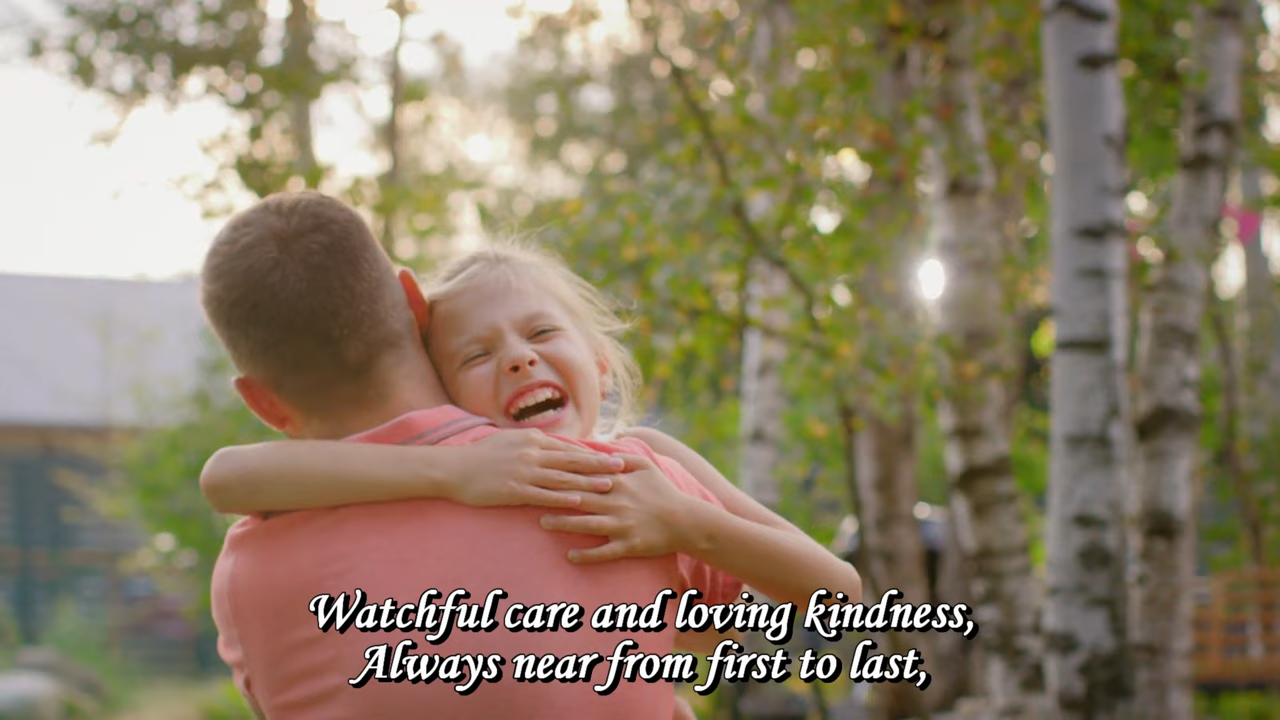 Watchful care and loving kindness,
Always near from first to last,